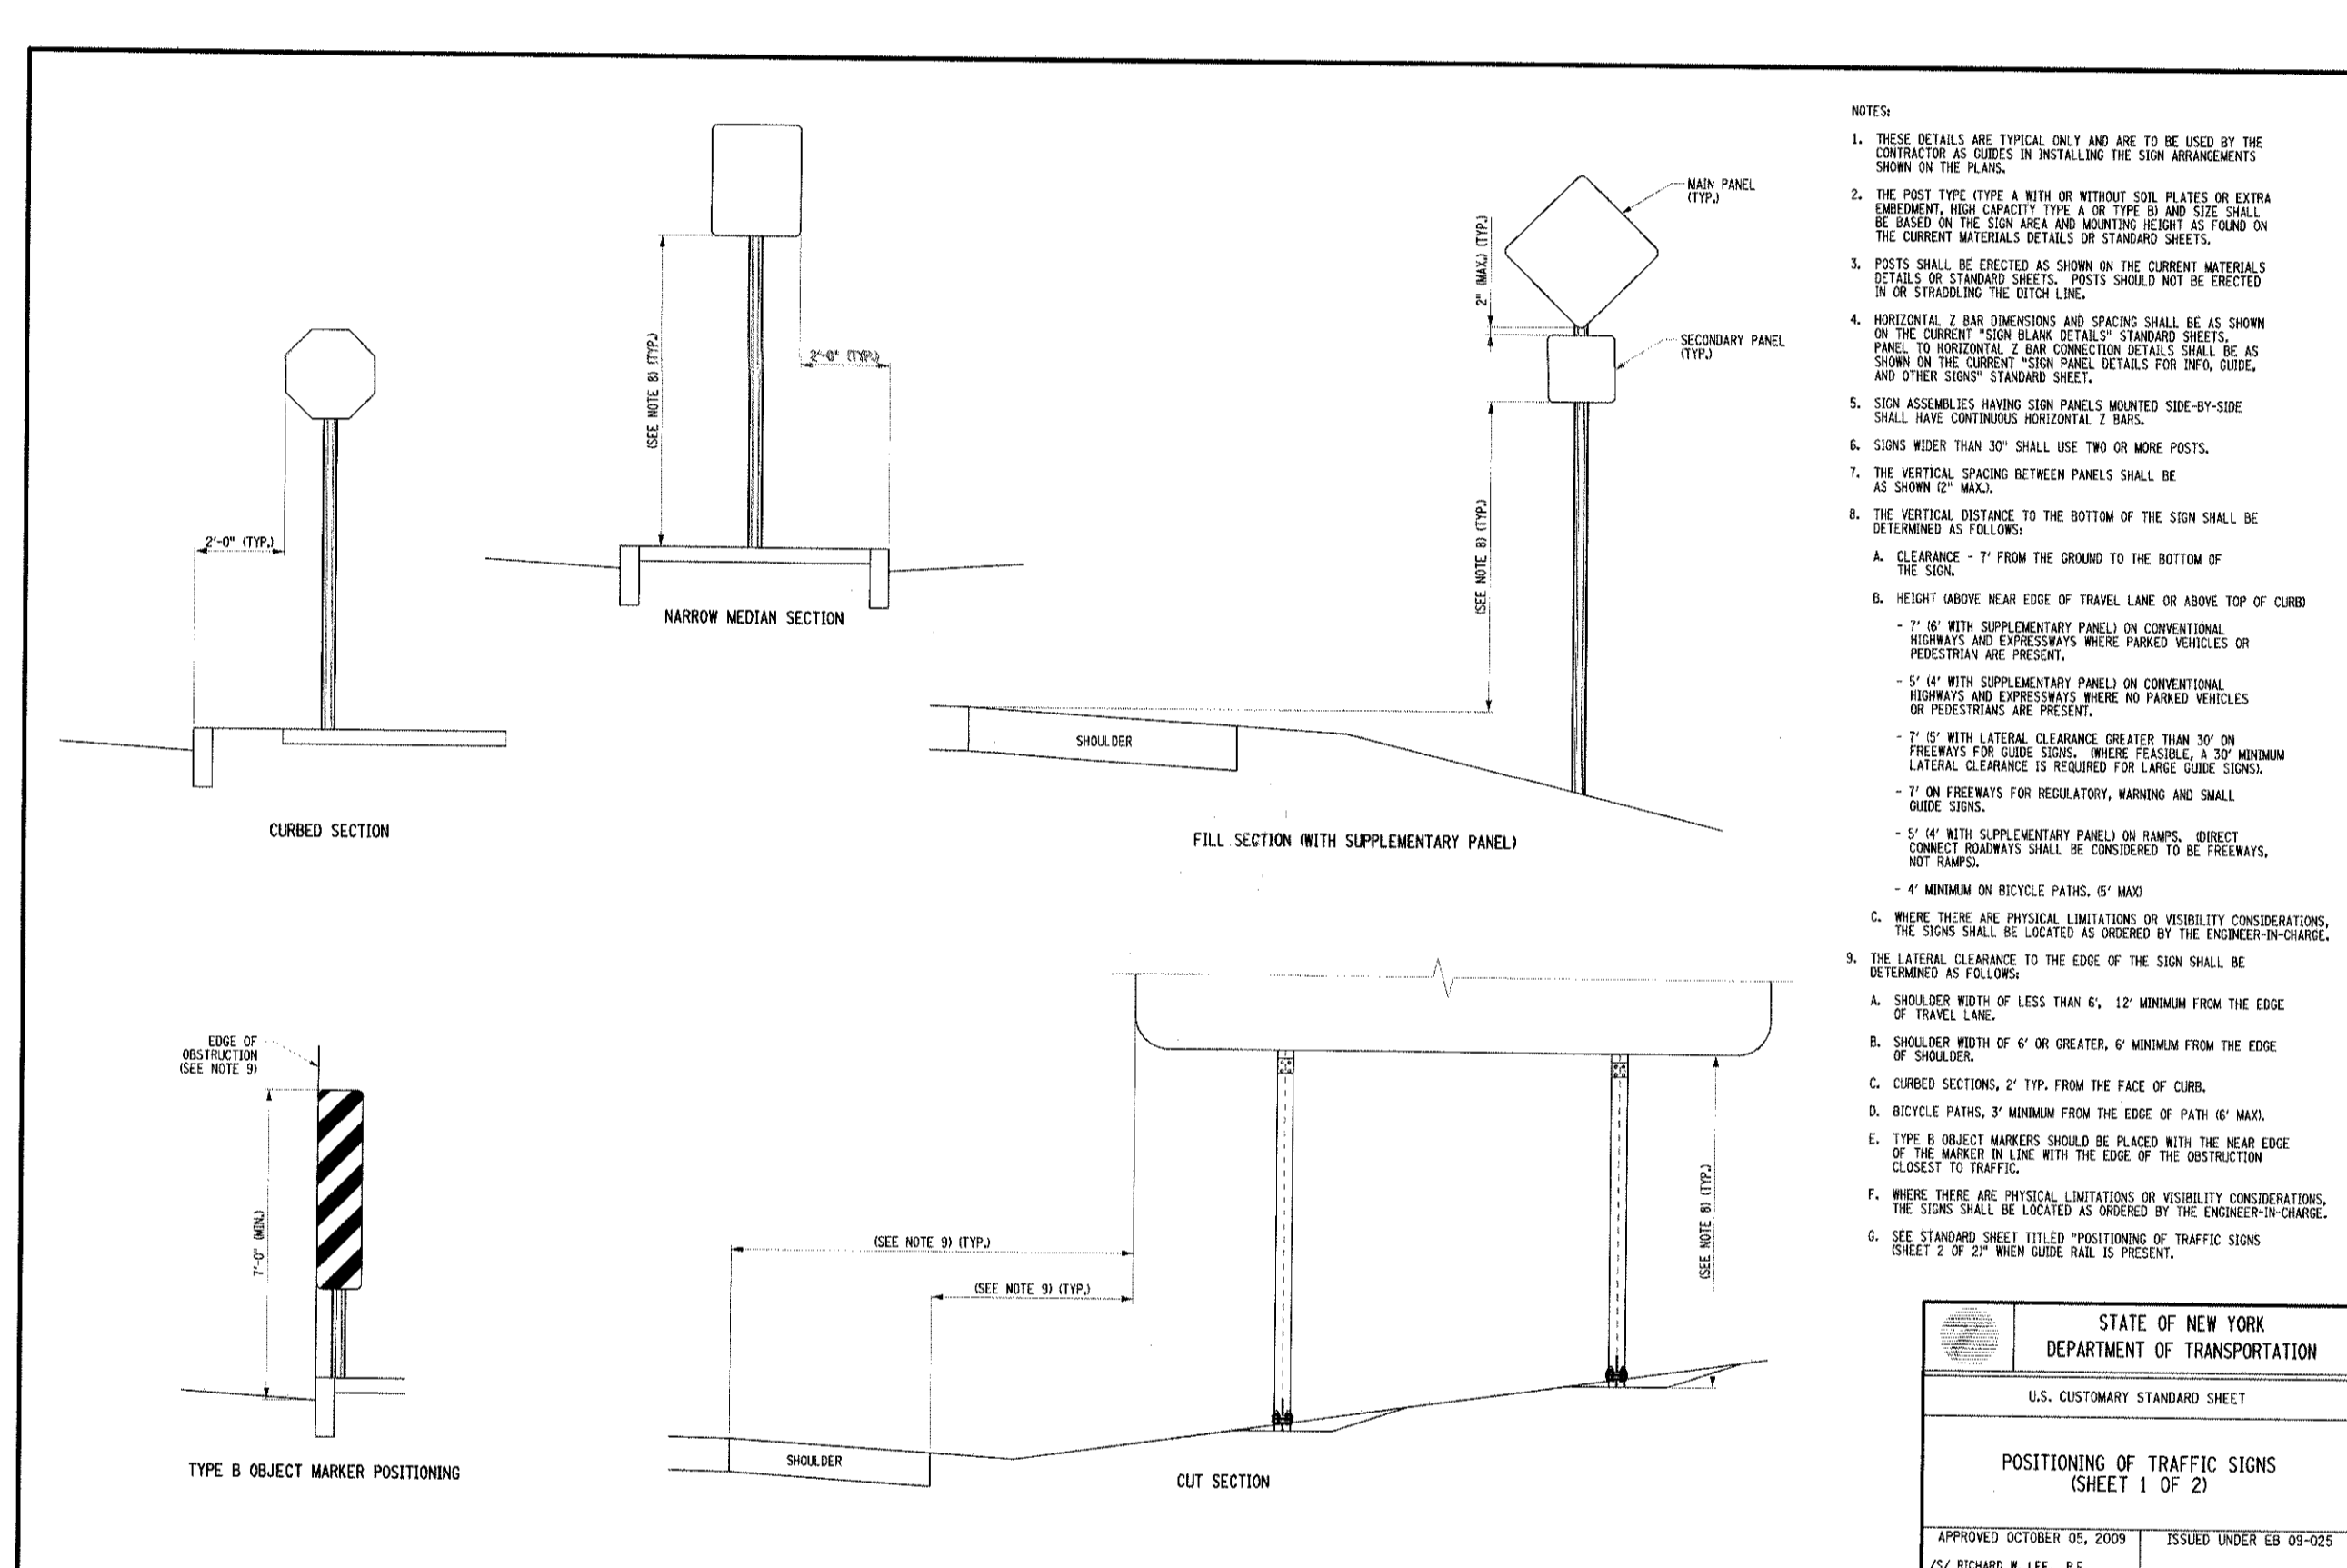 2'-0" (TYP.)
CURBED SECTION
(SEE NOTE 8) (TYP.)
2'-0" (TYP.)
NARROW MEDIAN SECTION
MAIN PANEL
(TYP.)
2" (MAX.) (TYP.)
SECONDARY PANEL
(TYP.)
(SEE NOTE 8) (TYP.)
SHOULDER
FILL SECTION (WITH SUPPLEMENTARY PANEL)
EDGE OF
OBSTRUCTION
(SEE NOTE 9)
7'-0" (MIN.)
TYPE B OBJECT MARKER POSITIONING
(SEE NOTE 9) (TYP.)
(SEE NOTE 9) (TYP.)
(SEE NOTE 8) (TYP.)
SHOULDER
CUT SECTION
NOTES:
1. THESE DETAILS ARE TYPICAL ONLY AND ARE TO BE USED BY THE
CONTRACTOR AS GUIDES IN INSTALLING THE SIGN ARRANGEMENTS
SHOWN ON THE PLANS.
2. THE POST TYPE (TYPE A WITH OR WITHOUT SOIL PLATES OR EXTRA
EMBEDMENT, HIGH CAPACITY TYPE A OR TYPE B) AND SIZE SHALL
BE BASED ON THE SIGN AREA AND MOUNTING HEIGHT AS FOUND ON
THE CURRENT MATERIALS DETAILS OR STANDARD SHEETS.
3. POSTS SHALL BE ERECTED AS SHOWN ON THE CURRENT MATERIALS
DETAILS OR STANDARD SHEETS. POSTS SHOULD NOT BE ERECTED
IN OR STRADDLING THE DITCH LINE.
4. HORIZONTAL Z BAR DIMENSIONS AND SPACING SHALL BE AS SHOWN
ON THE CURRENT "SIGN BLANK DETAILS" STANDARD SHEETS.
PANEL TO HORIZONTAL Z BAR CONNECTION DETAILS SHALL BE AS
SHOWN ON THE CURRENT "SIGN PANEL DETAILS FOR INFO, GUIDE,
AND OTHER SIGNS" STANDARD SHEET.
5. SIGN ASSEMBLIES HAVING SIGN PANELS MOUNTED SIDE-BY-SIDE
SHALL HAVE CONTINUOUS HORIZONTAL Z BARS.
6. SIGNS WIDER THAN 30" SHALL USE TWO OR MORE POSTS.
7. THE VERTICAL SPACING BETWEEN PANELS SHALL BE
AS SHOWN (2" MAX.).
8. THE VERTICAL DISTANCE TO THE BOTTOM OF THE SIGN SHALL BE
DETERMINED AS FOLLOWS:
A. CLEARANCE - 7' FROM THE GROUND TO THE BOTTOM OF
THE SIGN.
B. HEIGHT (ABOVE NEAR EDGE OF TRAVEL LANE OR ABOVE TOP OF CURB)
- 7' (6' WITH SUPPLEMENTARY PANEL) ON CONVENTIONAL
HIGHWAYS AND EXPRESSWAYS WHERE PARKED VEHICLES OR
PEDESTRIAN ARE PRESENT.
- 5' (4' WITH SUPPLEMENTARY PANEL) ON CONVENTIONAL
HIGHWAYS AND EXPRESSWAYS WHERE NO PARKED VEHICLES
OR PEDESTRIANS ARE PRESENT.
- 7' (5' WITH LATERAL CLEARANCE GREATER THAN 30' ON
FREEWAYS FOR GUIDE SIGNS. (WHERE FEASIBLE, A 30' MINIMUM
LATERAL CLEARANCE IS REQUIRED FOR LARGE GUIDE SIGNS).
- 7' ON FREEWAYS FOR REGULATORY, WARNING AND SMALL
GUIDE SIGNS.
- 5' (4' WITH SUPPLEMENTARY PANEL) ON RAMPS. (DIRECT
CONNECT ROADWAYS SHALL BE CONSIDERED TO BE FREEWAYS,
NOT RAMPS).
- 4' MINIMUM ON BICYCLE PATHS. (5' MAX)
C. WHERE THERE ARE PHYSICAL LIMITATIONS OR VISIBILITY CONSIDERATIONS,
THE SIGNS SHALL BE LOCATED AS ORDERED BY THE ENGINEER-IN-CHARGE.
9. THE LATERAL CLEARANCE TO THE EDGE OF THE SIGN SHALL BE
DETERMINED AS FOLLOWS:
A. SHOULDER WIDTH OF LESS THAN 6', 12' MINIMUM FROM THE EDGE
OF TRAVEL LANE.
B. SHOULDER WIDTH OF 6' OR GREATER, 6' MINIMUM FROM THE EDGE
OF SHOULDER.
C. CURBED SECTIONS, 2' TYP. FROM THE FACE OF CURB.
D. BICYCLE PATHS, 3' MINIMUM FROM THE EDGE OF PATH (6' MAX).
E. TYPE B OBJECT MARKERS SHOULD BE PLACED WITH THE NEAR EDGE
OF THE MARKER IN LINE WITH THE EDGE OF THE OBSTRUCTION
CLOSEST TO TRAFFIC.
F. WHERE THERE ARE PHYSICAL LIMITATIONS OR VISIBILITY CONSIDERATIONS,
THE SIGNS SHALL BE LOCATED AS ORDERED BY THE ENGINEER-IN-CHARGE.
G. SEE STANDARD SHEET TITLED "POSITIONING OF TRAFFIC SIGNS
(SHEET 2 OF 2)" WHEN GUIDE RAIL IS PRESENT.
STATE OF NEW YORK
DEPARTMENT OF TRANSPORTATION
U.S. CUSTOMARY STANDARD SHEET
POSITIONING OF TRAFFIC SIGNS
(SHEET 1 OF 2)
APPROVED OCTOBER 05, 2009
ISSUED UNDER EB 09-025
/S/ RICHARD W. LEE, P.E.